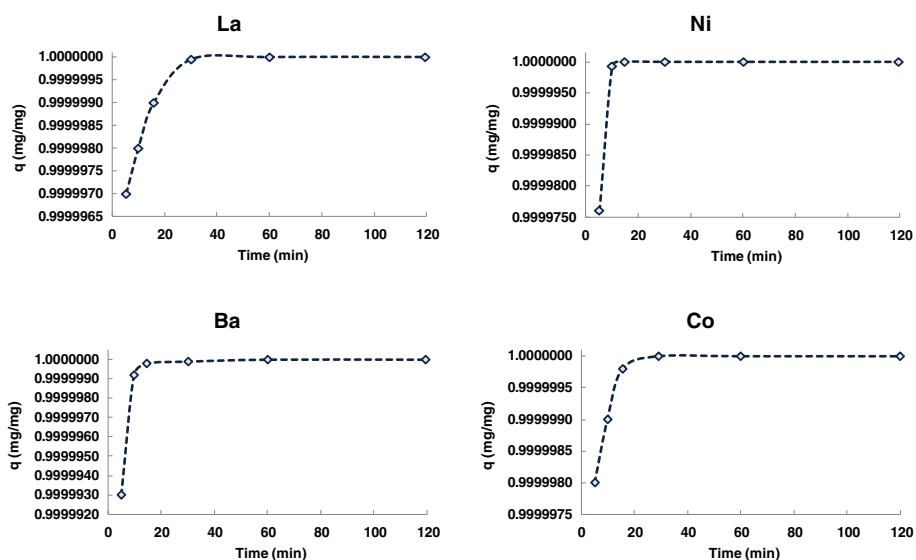 La
1.0000000
0.9999995
0.9999990
0.9999985
0.9999980
0.9999975
0.9999970
0.9999965
q (mg/mg)
0 20 40 60 80 100 120
Time (min)
Ni
1.0000000
0.9999950
0.9999900
0.9999850
0.9999800
0.9999750
q (mg/mg)
0 20 40 60 80 100 120
Time (min)
Ba
1.0000000
0.9999990
0.9999980
0.9999970
0.9999960
0.9999950
0.9999940
0.9999930
0.9999920
q (mg/mg)
0 20 40 60 80 100 120
Time (min)
Co
1.0000000
0.9999995
0.9999990
0.9999985
0.9999980
0.9999975
q (mg/mg)
0 20 40 60 80 100 120
Time (min)